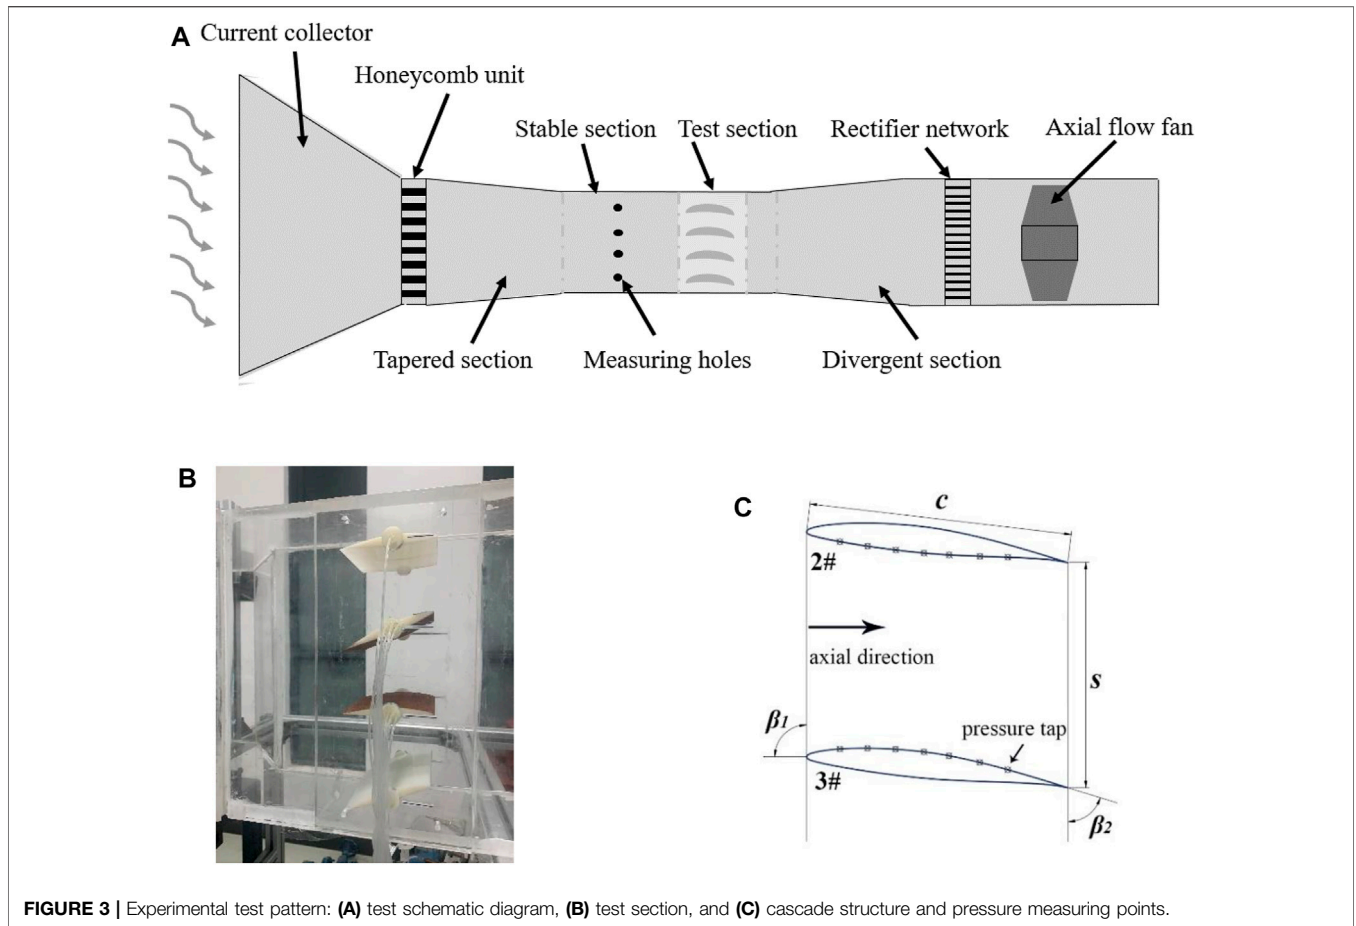 A
Current collector
Honeycomb unit
Stable section
Test section
Rectifier network
Axial flow fan
Tapered section
Measuring holes
Divergent section
B
C
c
2#
axial direction
s
β1
pressure tap
3#
β2
FIGURE 3 | Experimental test pattern: (A) test schematic diagram, (B) test section, and (C) cascade structure and pressure measuring points.